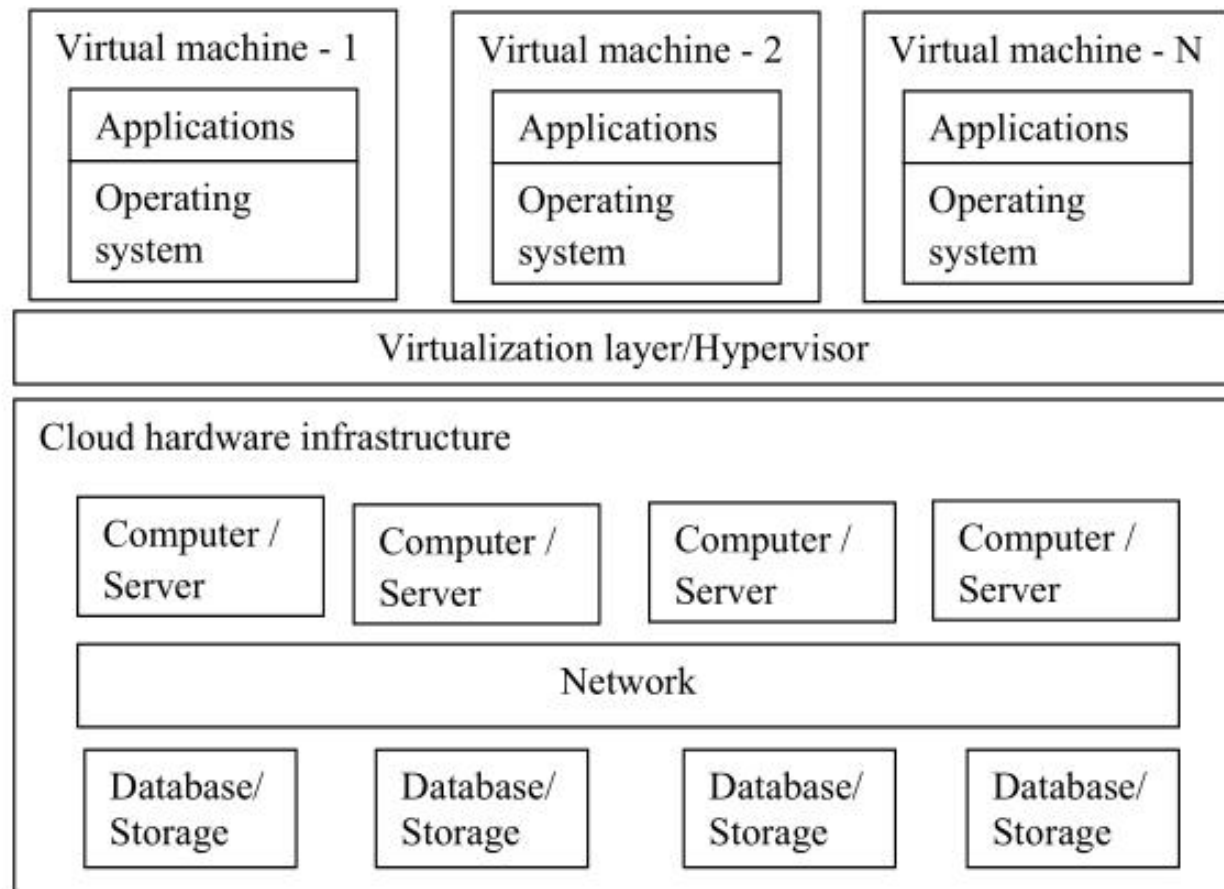 Virtual machine - 1
Applications
Operating
system
Virtual machine - 2
Applications
Operating
system
Virtual machine - N
Applications
Operating
system
Virtualization layer/Hypervisor
Cloud hardware infrastructure
Computer /
Server
Computer /
Server
Computer /
Server
Computer /
Server
Network
Database/
Storage
Database/
Storage
Database/
Storage
Database/
Storage